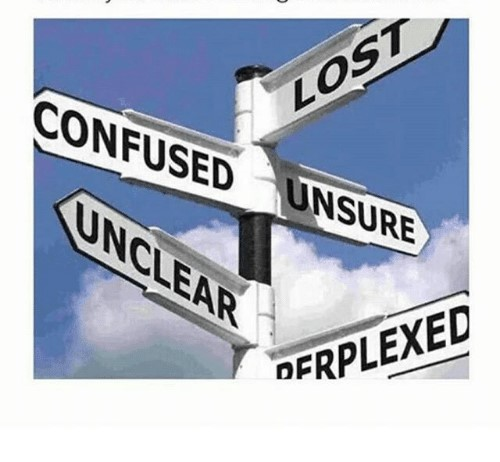 LOST
CONFUSED
UNSURE
UNCLEAR
PERPLEXED